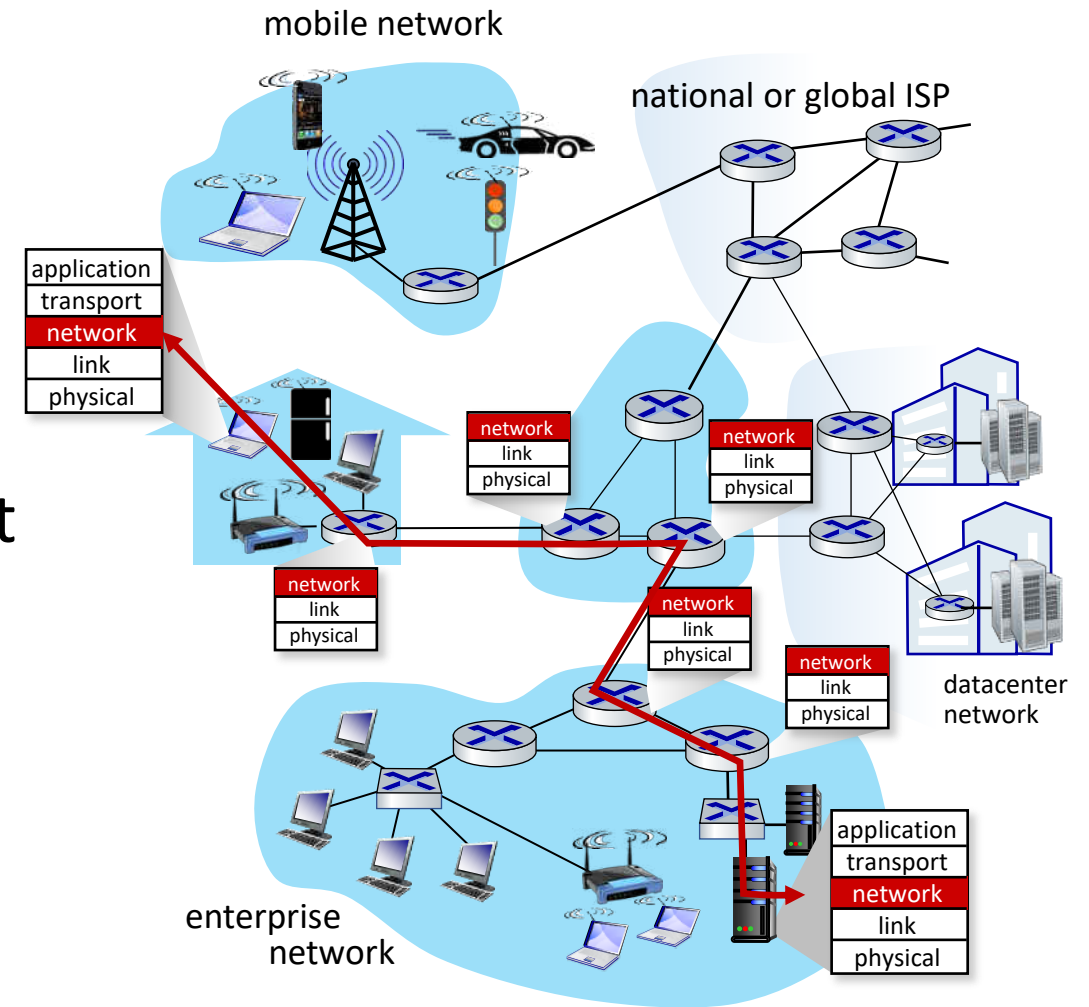 mobile network
national or global ISP
application
transport
network
link
physical
network
link
physical
network
link
physical
t
network
link
physical
network
link
physical
network
link
physical
datacenter
network
application
transport
network
link
physical
enterprise
network